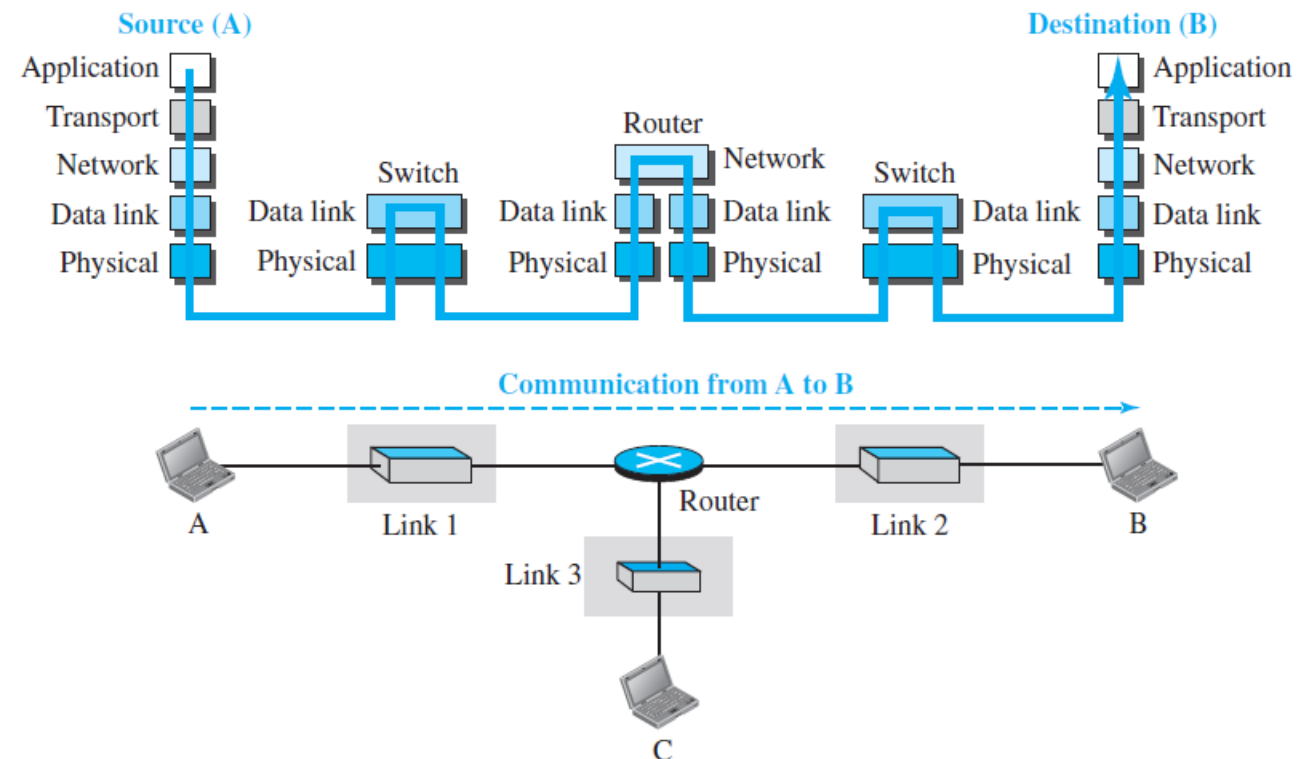 Source (A)
Destination (B)
Application
Application
Transport
Transport
Router
Network
Switch
Network
Switch
Network
Data link
Data link
Data link
Data link
Data link
Data link
Physical
Physical
Physical
Physical
Physical
Physical
Communication from A to B
A
Link 1
Router
Link 2
B
Link 3
C